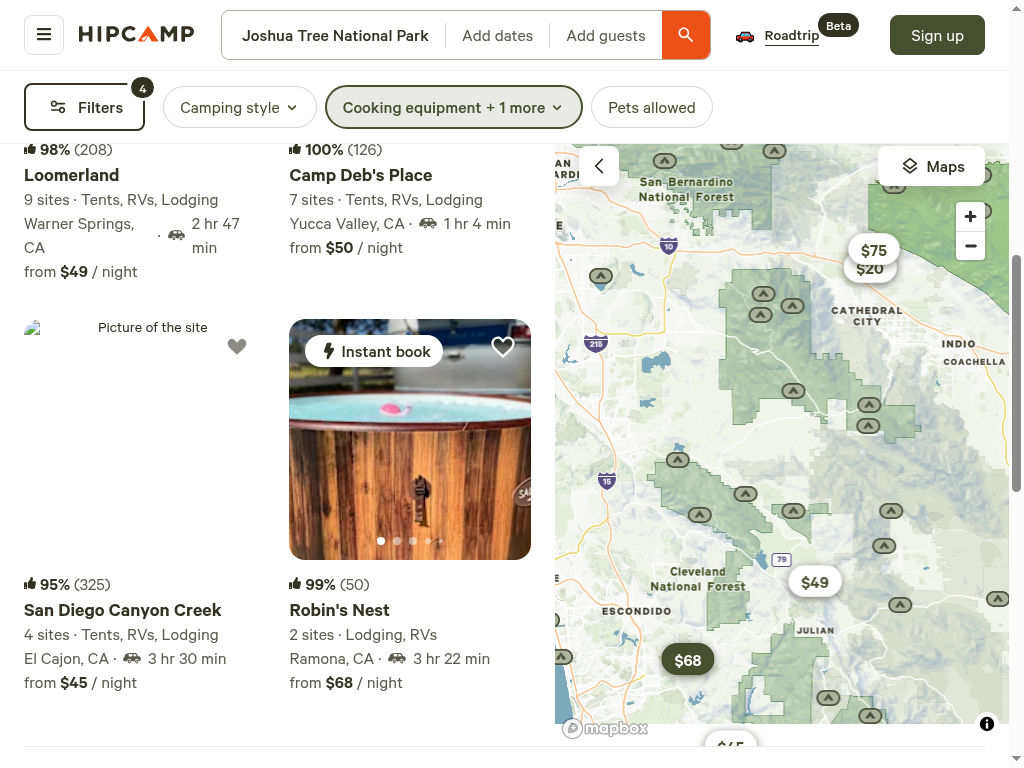 HIPCAMP
Joshua Tree National Park
Add dates
Add guests
Roadtrip
Beta
Sign up
Filters
4
Camping style
Cooking equipment + 1 more
Pets allowed
98% (208)
Loomerland
9 sites · Tents, RVs, Lodging
Warner Springs, CA · 2 hr 47 min
from $49 / night
100% (126)
Camp Deb's Place
7 sites · Tents, RVs, Lodging
Yucca Valley, CA · 1 hr 4 min
from $50 / night
Picture of the site
95% (325)
San Diego Canyon Creek
4 sites · Tents, RVs, Lodging
El Cajon, CA · 3 hr 30 min
from $45 / night
Instant book
99% (50)
Robin's Nest
2 sites · Lodging, RVs
Ramona, CA · 3 hr 22 min
from $68 / night
Maps
San Bernardino
National Forest
10
$75
$20
CATHEDRAL
CITY
INDIO
COACHELLA
215
15
79
Cleveland
National Forest
$49
ESCONDIDO
JULIAN
$68
$45
mapbox